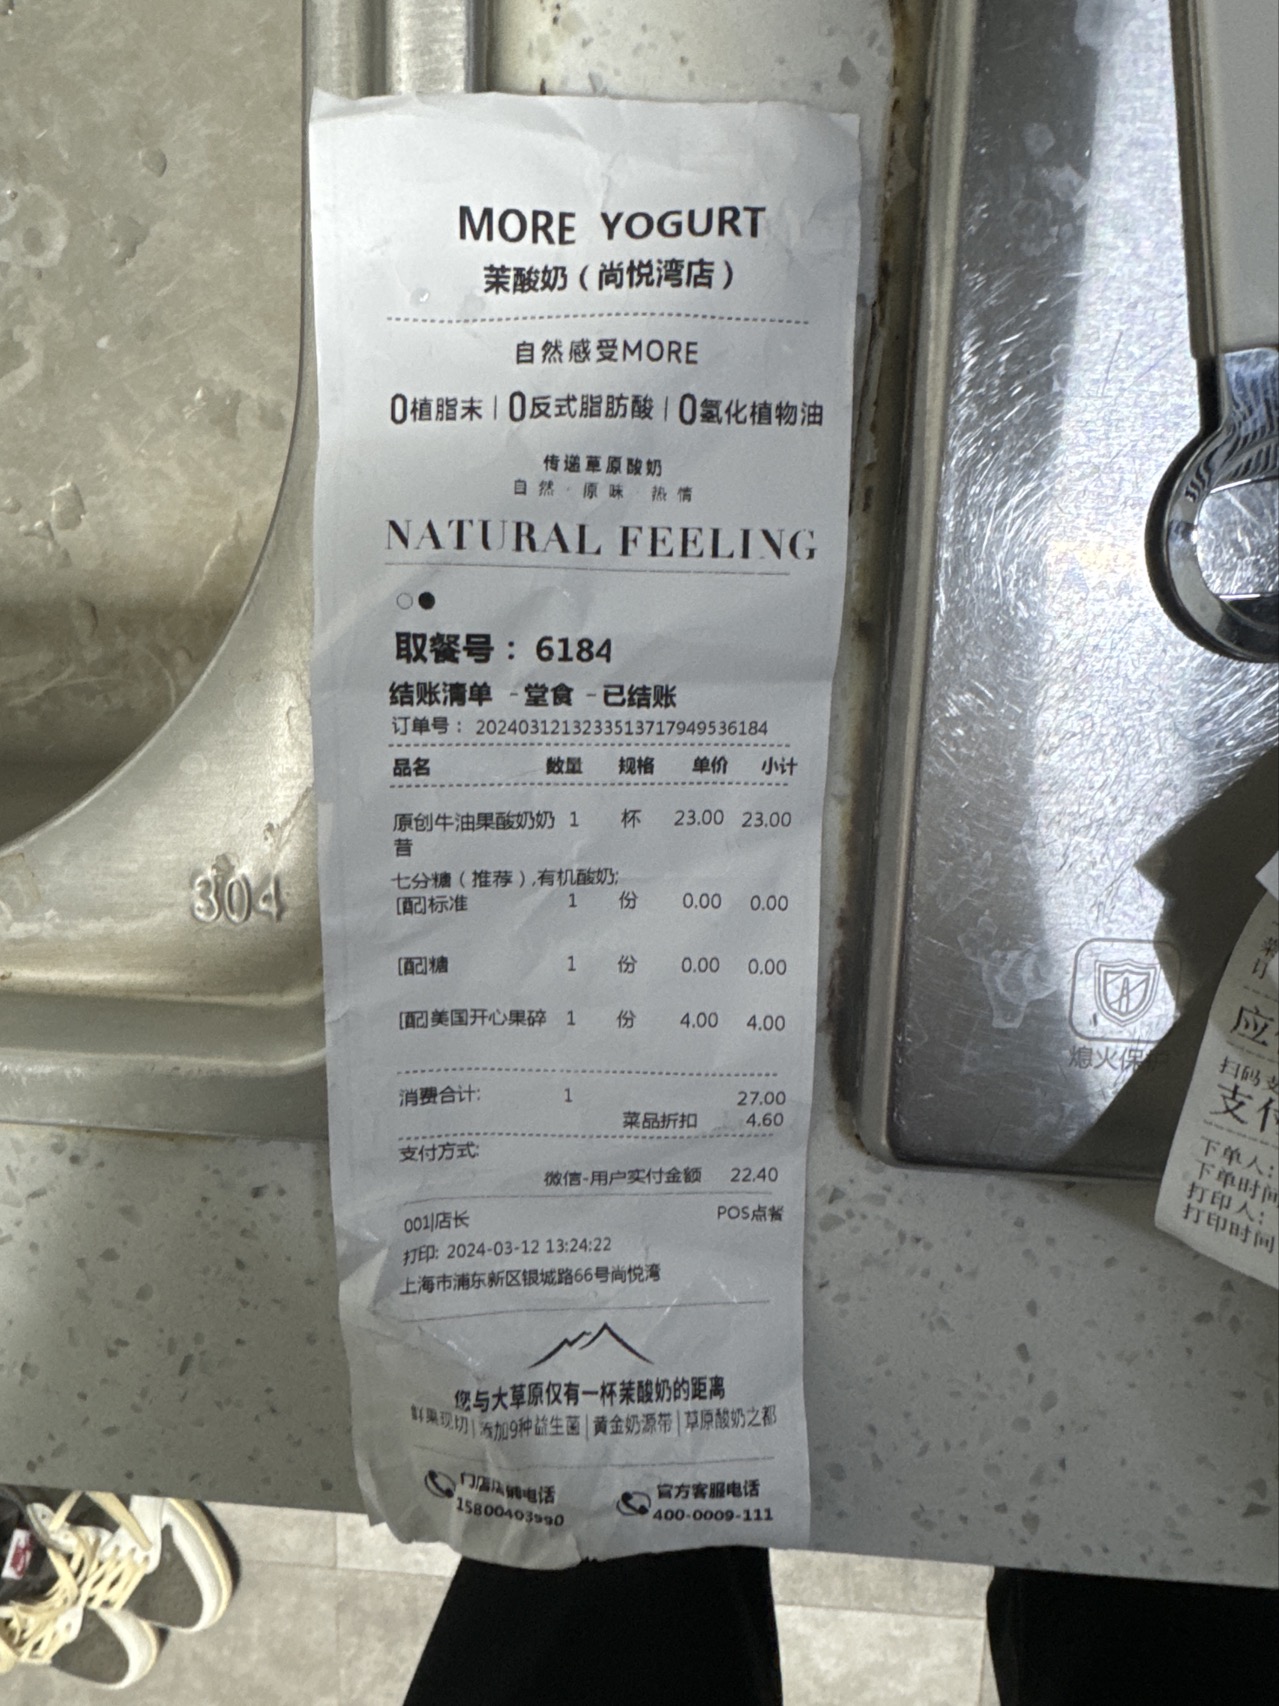 MORE YOGURT
茉酸奶（尚悦湾店）
自然感受MORE
0植脂末|0反式脂肪酸|0氢化植物油
传递草原酸奶
自然·原味·热情
NATURAL FEELING
取餐号：6184
结账清单 -堂食 -已结账
订单号：20240312132335137179495​36184
品名 数量 规格 单价 小计
原创牛油果酸奶奶 1 杯 23.00 23.00
昔
七分糖（推荐）,有机酸奶;
[配]标准 1 份 0.00 0.00
[配]糖 1 份 0.00 0.00
[配]美国开心果碎 1 份 4.00 4.00
消费合计: 1 27.00
菜品折扣 4.60
支付方式:
微信-用户实付金额 22.40
001|店长 POS点餐
打印: 2024-03-12 13:24:22
上海市浦东新区银城路66号尚悦湾
您与大草原仅有一杯茉酸奶的距离
鲜果现切|添加9种益生菌|黄金奶源带|草原酸奶之都
门店店铺电话
15800403990
官方客服电话
400-0009-111
304
熄火保护
扫码支
支付
下单人:
下单时间
打印人:
打印时间